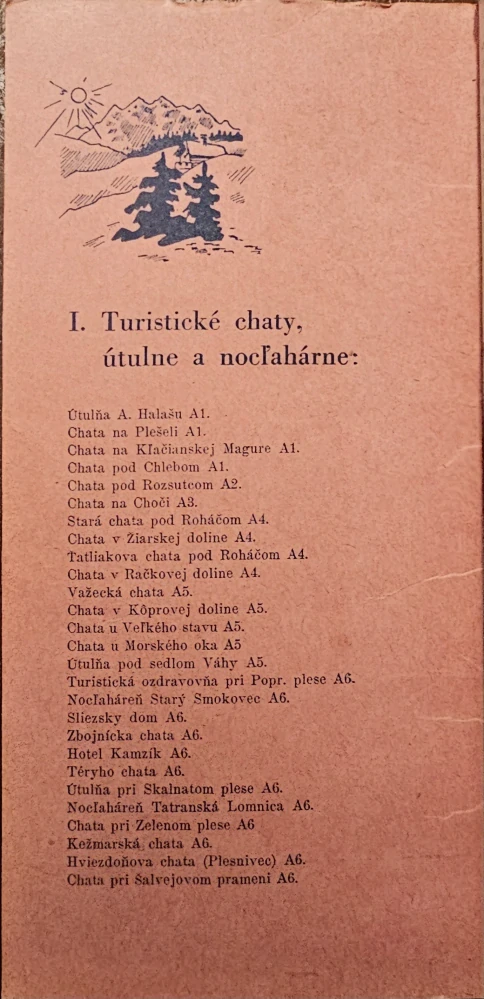 I. Turistické chaty,
útulne a nocľahárne:
Útulňa A. Halašu A1.
Chata na Plešeli A1.
Chata na Kľačianskej Magure A1.
Chata pod Chlebom A1.
Chata pod Rozsutcom A2.
Chata na Choči A3.
Stará chata pod Roháčom A4.
Chata v Žiarskej doline A4.
Tatliakova chata pod Roháčom A4.
Chata v Račkovej doline A4.
Važecká chata A5.
Chata v Kôprovej doline A5.
Chata u Veľkého stavu A5.
Chata u Morského oka A5
Útulňa pod sedlom Váhy A5.
Turistická ozdravovňa pri Popr. plese A6.
Nocľaháreň Starý Smokovec A6.
Sliezsky dom A6.
Zbojnícka chata A6.
Hotel Kamzík A6.
Téryho chata A6.
Útulňa pri Skalnatom plese A6.
Nocľaháreň Tatranská Lomnica A6.
Chata pri Zelenom plese A6
Kežmarská chata A6.
Hviezdoňova chata (Plesnivec) A6.
Chata pri Šalvejovom prameni A6.